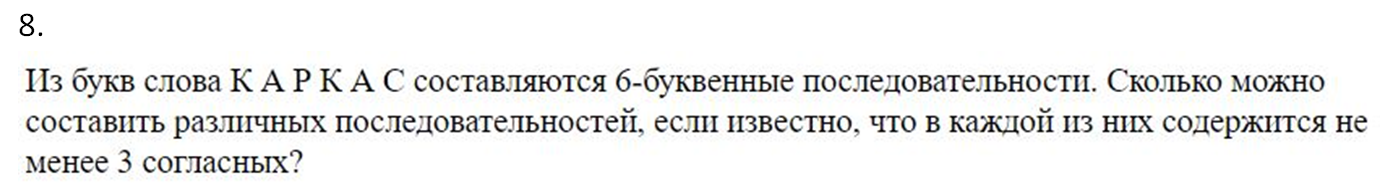 8.
Из букв слова К А Р К А С составляются 6-буквенные последовательности. Сколько можно
составить различных последовательностей, если известно, что в каждой из них содержится не
менее 3 согласных?